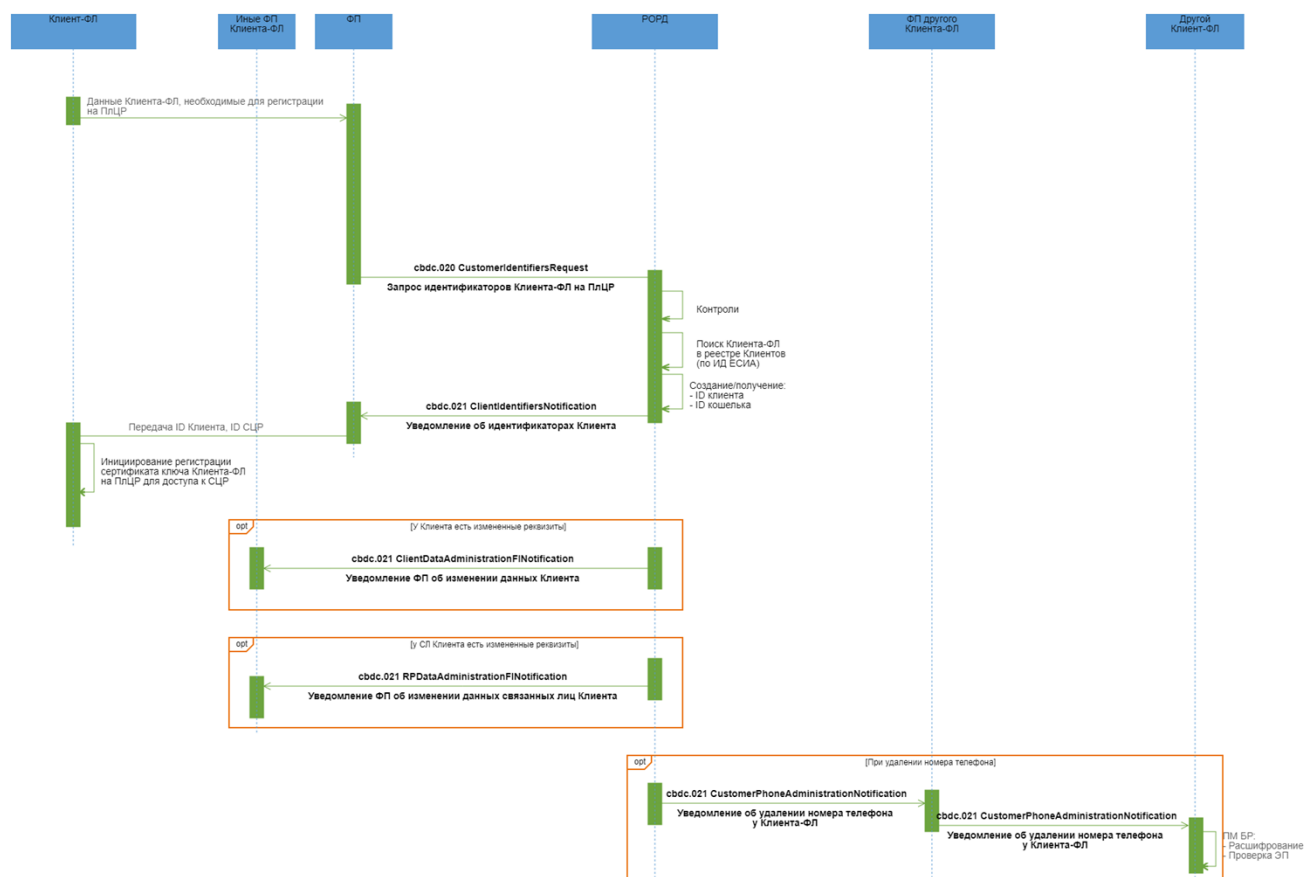 Клиент-ФЛ
Иные ФП
Клиента-ФЛ
ФП
РОРД
ФП другого
Клиента-ФЛ
Другой
Клиент-ФЛ
Данные Клиента-ФЛ, необходимые для регистрации
на ПлЦР
cbdc.020 CustomerIdentifiersRequest
Запрос идентификаторов Клиента-ФЛ на ПлЦР
Контроли
Поиск Клиента-ФЛ
в реестре Клиентов
(по ИД ЕСИА)
Создание/получение:
- ID клиента
- ID кошелька
cbdc.021 ClientIdentifiersNotification
Уведомление об идентификаторах Клиента
Передача ID Клиента, ID СЦР
Инициирование регистрации
сертификата ключа Клиента-ФЛ
на ПлЦР для доступа к СЦР
opt
[У Клиента есть измененные реквизиты]
cbdc.021 ClientDataAdministrationFINotification
Уведомление ФП об изменении данных Клиента
opt
[у СЛ Клиента есть измененные реквизиты]
cbdc.021 RPDataAdministrationFINotification
Уведомление ФП об изменении данных связанных лиц Клиента
opt
[При удалении номера телефона]
cbdc.021 CustomerPhoneAdministrationNotification
Уведомление об удалении номера телефона
у Клиента-ФЛ
cbdc.021 CustomerPhoneAdministrationNotification
Уведомление об удалении номера телефона
у Клиента-ФЛ
ПМ БР:
- Расшифрование
- Проверка ЭП